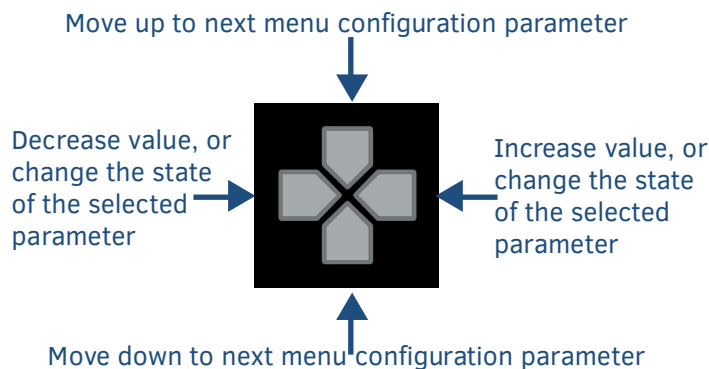 Move up to next menu configuration parameter
Decrease value, or
change the state
of the selected
parameter
Increase value, or
change the state
of the selected
parameter
Move down to next menu configuration parameter